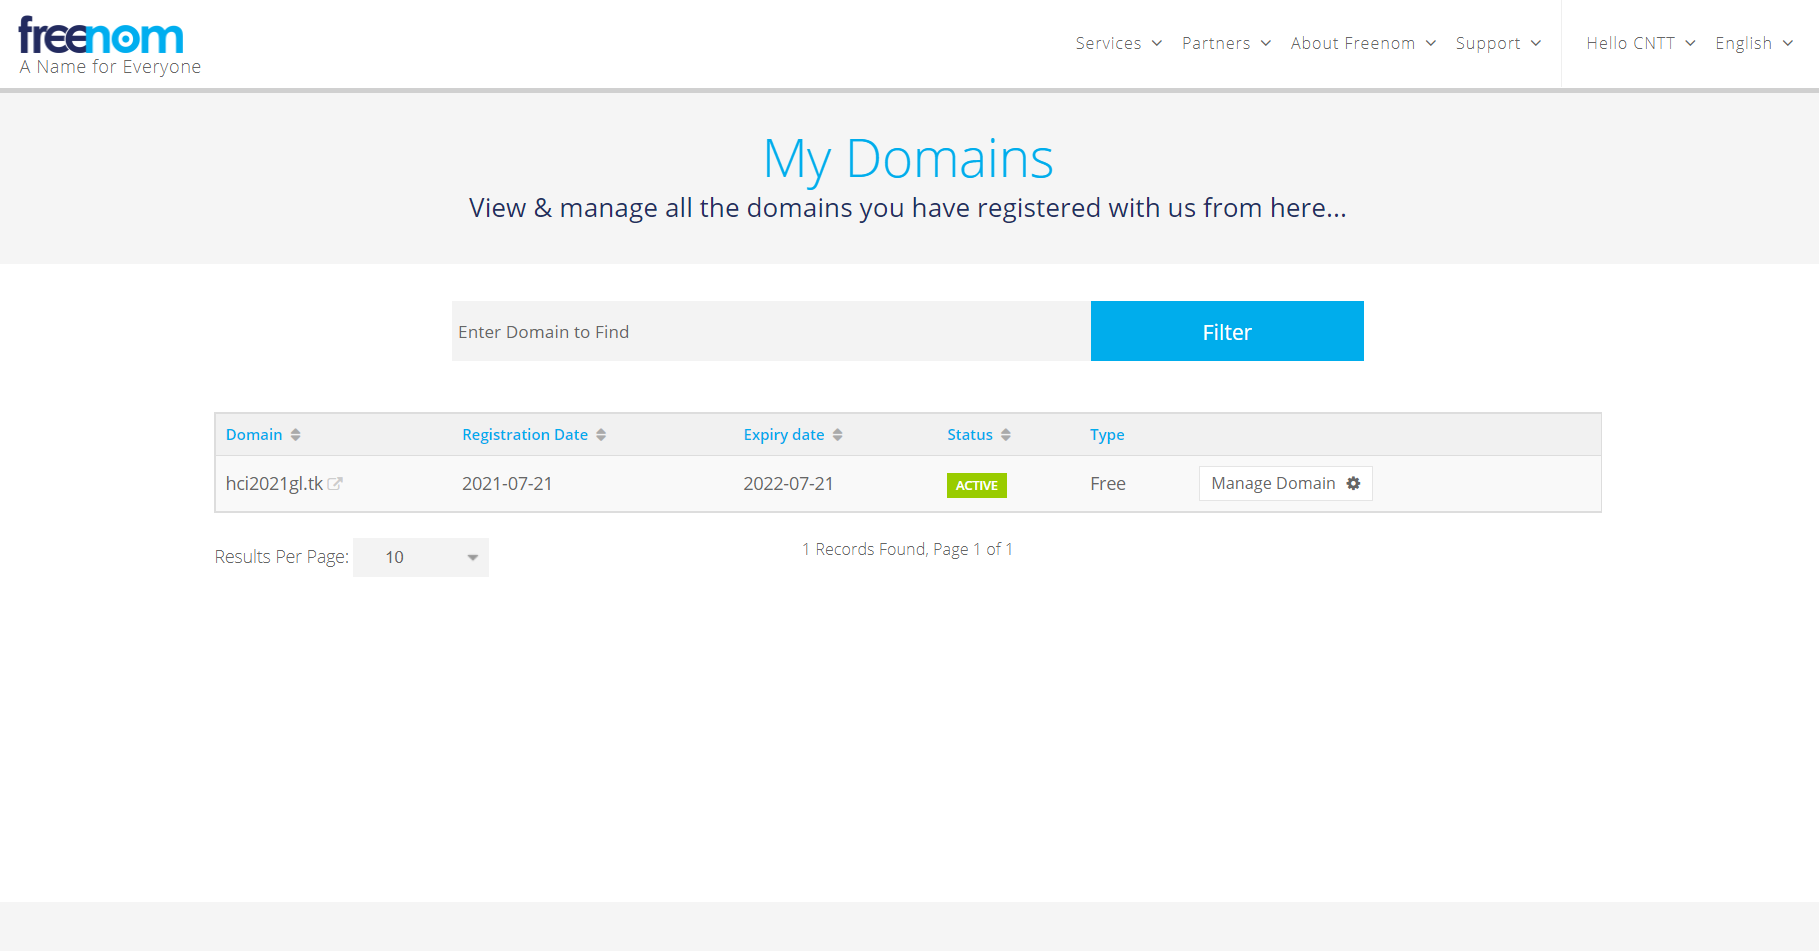 freenom
A Name for Everyone
Services Partners About Freenom Support Hello CNTT English
My Domains
View & manage all the domains you have registered with us from here...
Enter Domain to Find Filter
Domain Registration Date Expiry date Status Type
hci2021gl.tk 2021-07-21 2022-07-21 ACTIVE Free Manage Domain
Results Per Page: 10 1 Records Found, Page 1 of 1